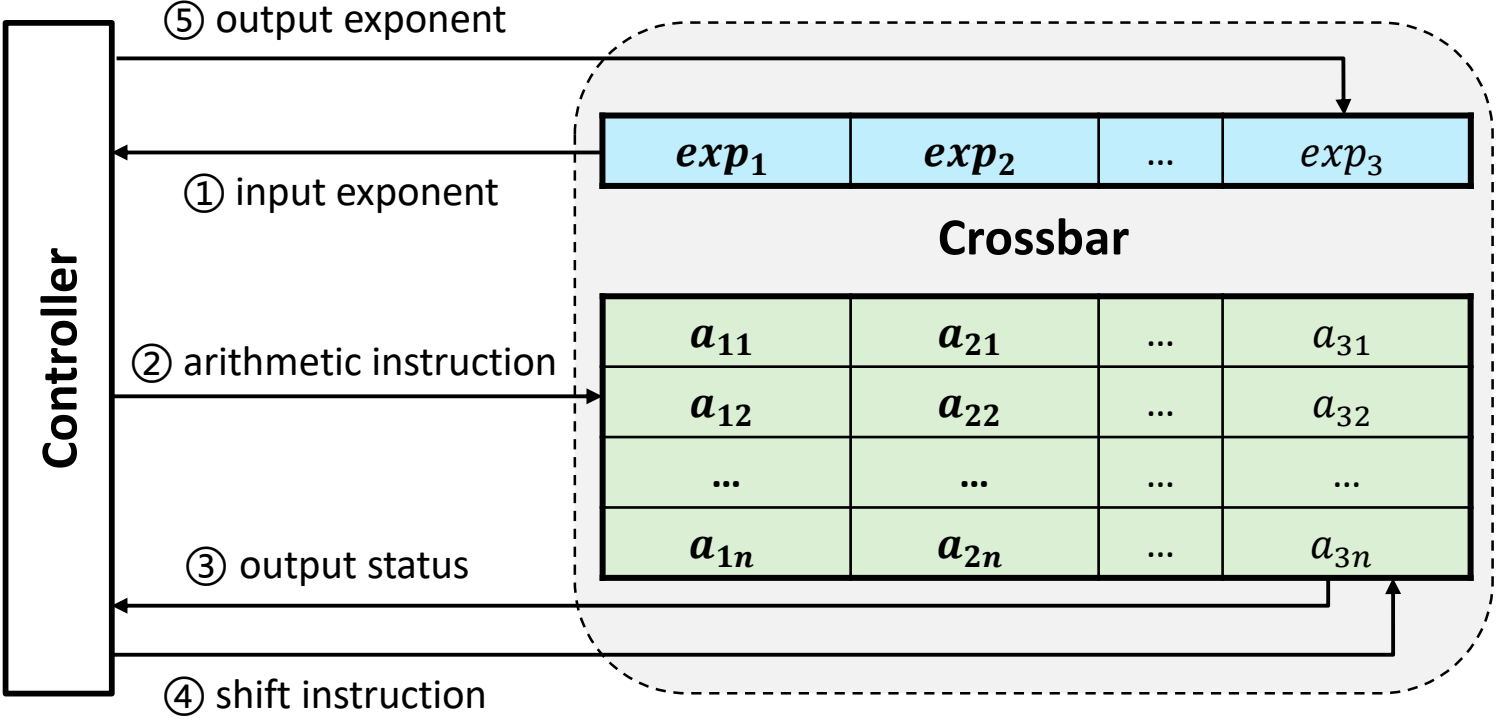 ⑤ output exponent
exp₁ exp₂ ... exp₃
① input exponent
Crossbar
Controller
a₁₁ a₂₁ ... a₃₁
② arithmetic instruction
a₁₂ a₂₂ ... a₃₂
... ... ... ...
a₁ₙ a₂ₙ ... a₃ₙ
③ output status
④ shift instruction